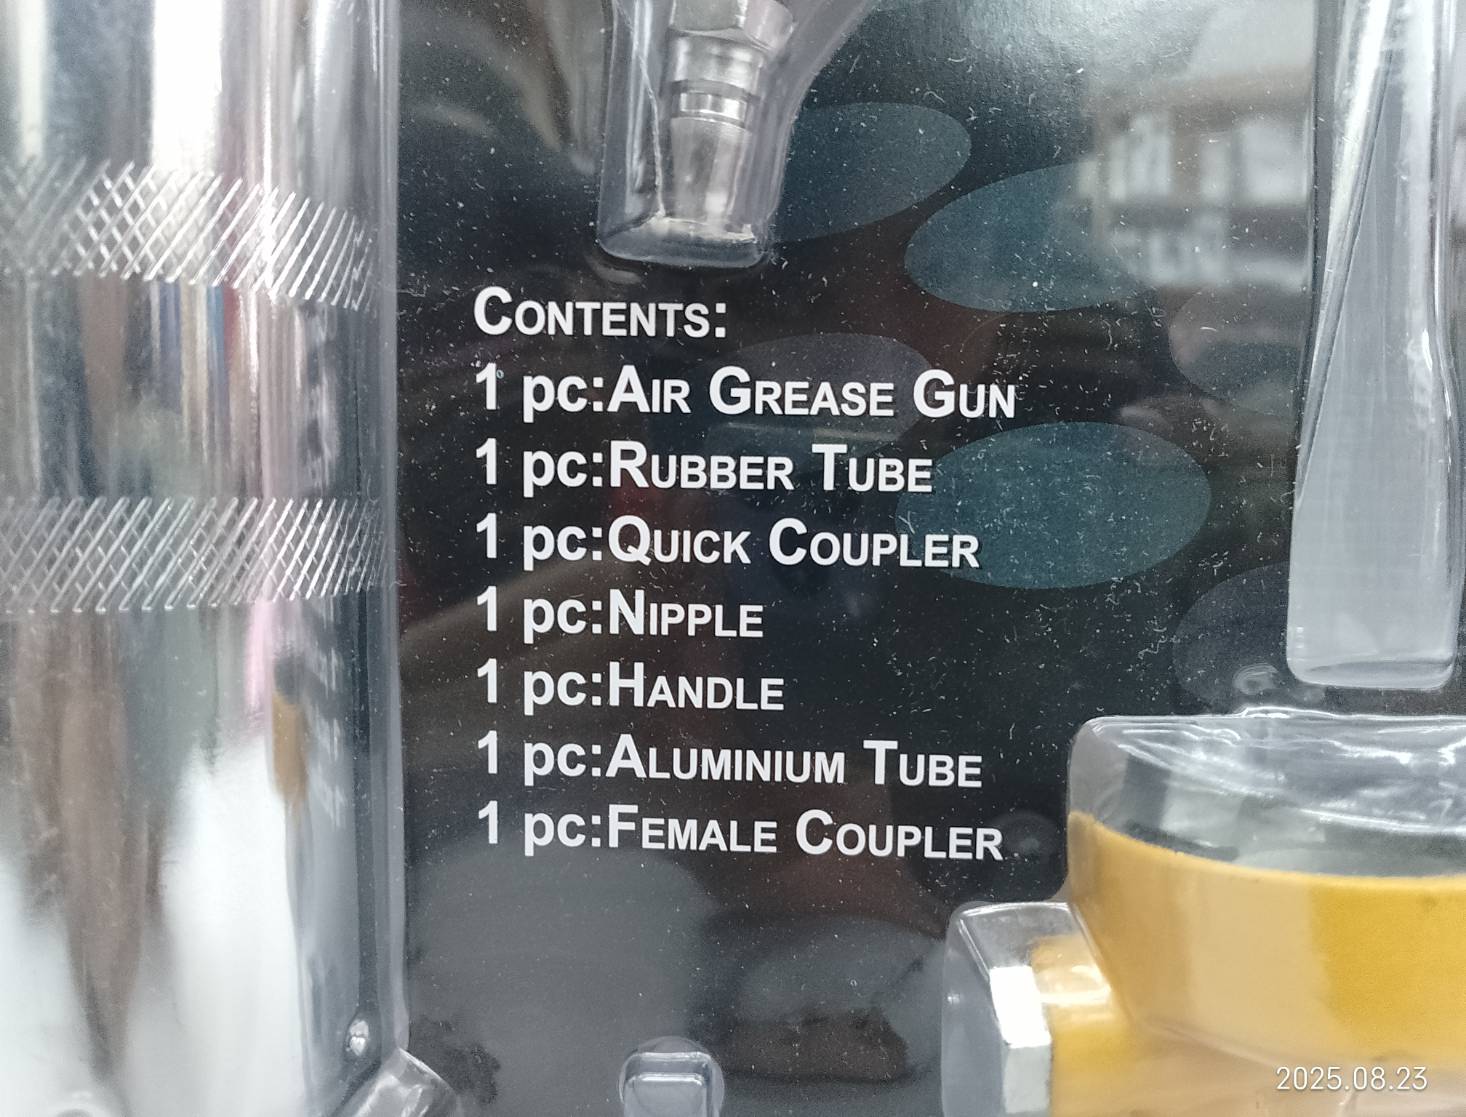 CONTENTS:
1 pc:AIR GREASE GUN
1 pc:RUBBER TUBE
1 pc:QUICK COUPLER
1 pc:NIPPLE
1 pc:HANDLE
1 pc:ALUMINIUM TUBE
1 pc:FEMALE COUPLER
2025.08.23